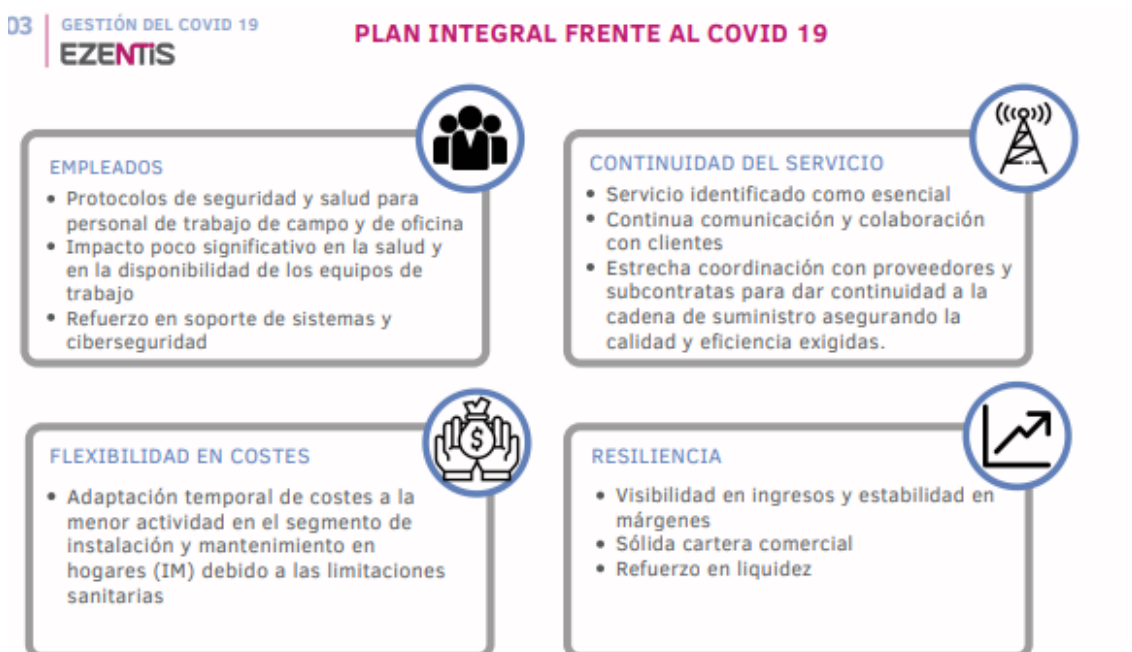 03
GESTIÓN DEL COVID 19
EZENTIS
PLAN INTEGRAL FRENTE AL COVID 19
EMPLEADOS
• Protocolos de seguridad y salud para
personal de trabajo de campo y de oficina
• Impacto poco significativo en la salud y
en la disponibilidad de los equipos de
trabajo
• Refuerzo en soporte de sistemas y
ciberseguridad
CONTINUIDAD DEL SERVICIO
• Servicio identificado como esencial
• Continua comunicación y colaboración
con clientes
• Estrecha coordinación con proveedores y
subcontratas para dar continuidad a la
cadena de suministro asegurando la
calidad y eficiencia exigidas.
FLEXIBILIDAD EN COSTES
• Adaptación temporal de costes a la
menor actividad en el segmento de
instalación y mantenimiento en
hogares (IM) debido a las limitaciones
sanitarias
RESILIENCIA
• Visibilidad en ingresos y estabilidad en
márgenes
• Sólida cartera comercial
• Refuerzo en liquidez